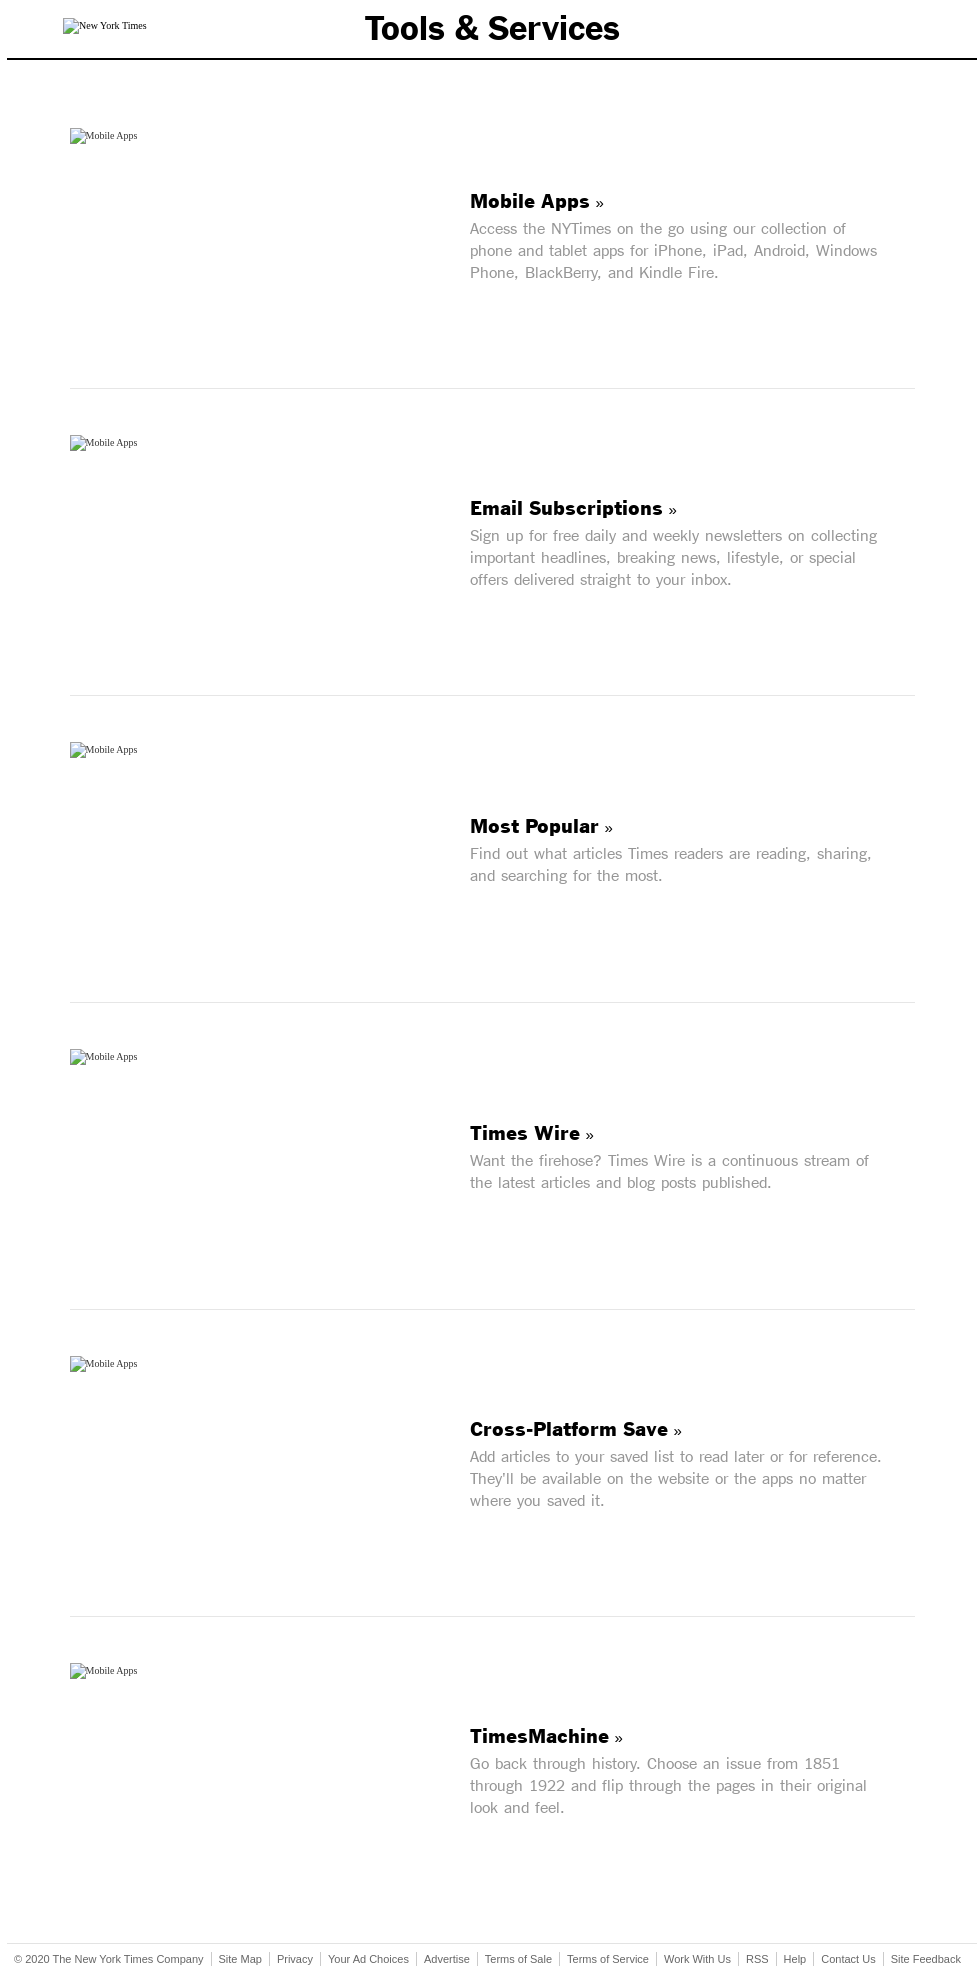 New York Times
Tools & Services
Mobile Apps
Mobile Apps »
Access the NYTimes on the go using our collection of
phone and tablet apps for iPhone, iPad, Android, Windows
Phone, BlackBerry, and Kindle Fire.
Mobile Apps
Email Subscriptions »
Sign up for free daily and weekly newsletters on collecting
important headlines, breaking news, lifestyle, or special
offers delivered straight to your inbox.
Mobile Apps
Most Popular »
Find out what articles Times readers are reading, sharing,
and searching for the most.
Mobile Apps
Times Wire »
Want the firehose? Times Wire is a continuous stream of
the latest articles and blog posts published.
Mobile Apps
Cross-Platform Save »
Add articles to your saved list to read later or for reference.
They'll be available on the website or the apps no matter
where you saved it.
Mobile Apps
TimesMachine »
Go back through history. Choose an issue from 1851
through 1922 and flip through the pages in their original
look and feel.
© 2020 The New York Times Company Site Map Privacy Your Ad Choices Advertise Terms of Sale Terms of Service Work With Us RSS Help Contact Us Site Feedback